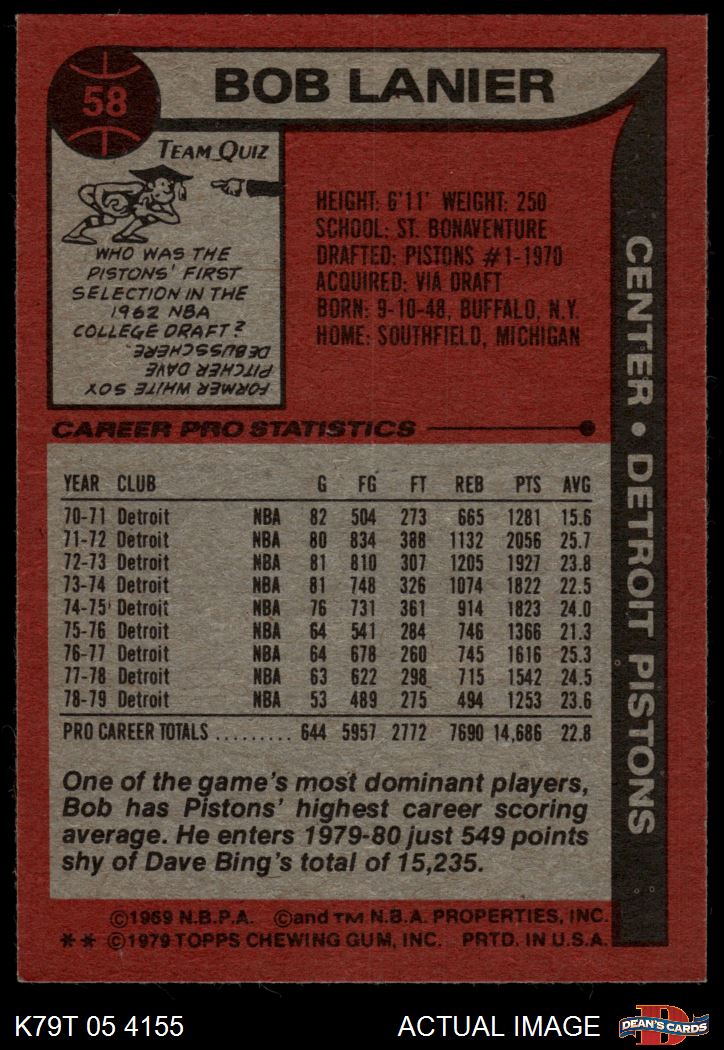 58
BOB LANIER
TEAM QUIZ
WHO WAS THE
PISTONS' FIRST
SELECTION IN THE
1962 NBA
COLLEGE DRAFT?
FORMER WHITE SOX
PITCHER DAVE
DEBUSSCHERE.
HEIGHT: 6'11' WEIGHT: 250
SCHOOL: ST. BONAVENTURE
DRAFTED: PISTONS #1-1970
ACQUIRED: VIA DRAFT
BORN: 9-10-48, BUFFALO, N.Y.
HOME: SOUTHFIELD, MICHIGAN
CENTER • DETROIT PISTONS
CAREER PRO STATISTICS
YEAR CLUB G FG FT REB PTS AVG
70-71 Detroit NBA 82 504 273 665 1281 15.6
71-72 Detroit NBA 80 834 388 1132 2056 25.7
72-73 Detroit NBA 81 810 307 1205 1927 23.8
73-74 Detroit NBA 81 748 326 1074 1822 22.5
74-75 Detroit NBA 76 731 361 914 1823 24.0
75-76 Detroit NBA 64 541 284 746 1366 21.3
76-77 Detroit NBA 64 678 260 745 1616 25.3
77-78 Detroit NBA 63 622 298 715 1542 24.5
78-79 Detroit NBA 53 489 275 494 1253 23.6
PRO CAREER TOTALS ......... 644 5957 2772 7690 14,686 22.8
One of the game's most dominant players,
Bob has Pistons' highest career scoring
average. He enters 1979-80 just 549 points
shy of Dave Bing's total of 15,235.
©1969 N.B.P.A. ©and TM N.B.A. PROPERTIES, INC.
** ©1979 TOPPS CHEWING GUM, INC. PRTD. IN U.S.A.
K79T 05 4155
ACTUAL IMAGE
D
DEAN'S CARDS